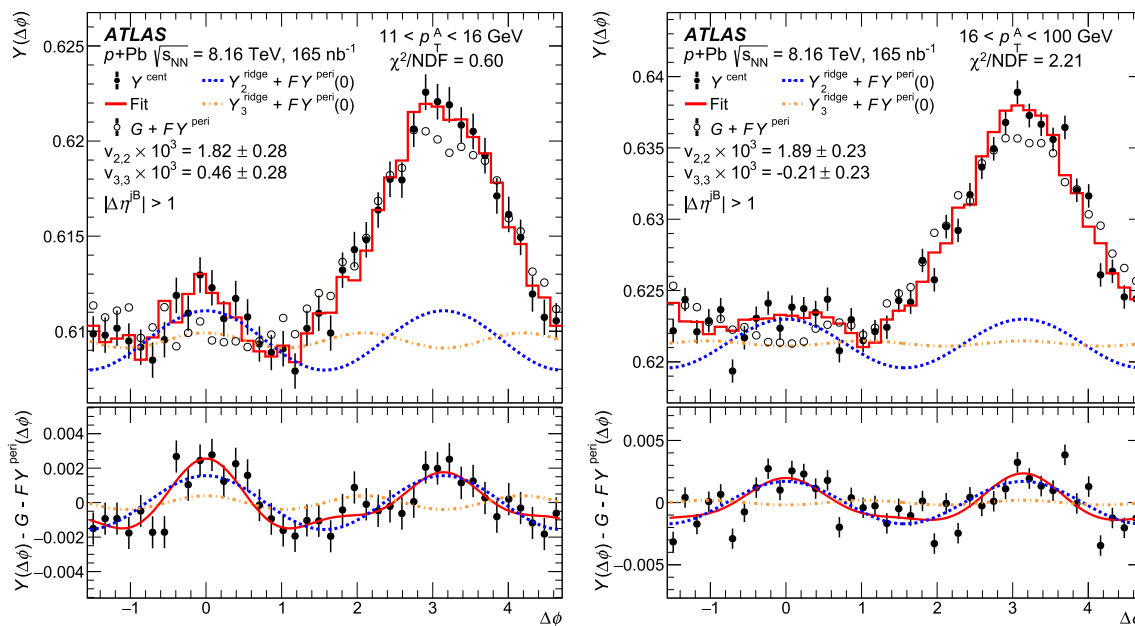 Y(Δϕ)
0.625
0.62
0.615
0.61
ATLAS
p+Pb √sNN = 8.16 TeV, 165 nb⁻¹
11 < pTA < 16 GeV
χ²/NDF = 0.60
Y cent
Y2ridge + FYperi(0)
Fit
Y3ridge + FYperi(0)
G + FYperi
v2,2 × 10³ = 1.82 ± 0.28
v3,3 × 10³ = 0.46 ± 0.28
|ΔηjB| > 1
Y(Δϕ) - G - FYperi(Δϕ)
0.004
0.002
0
−0.002
−0.004
−1 0 1 2 3 4
Δϕ
Y(Δϕ)
0.64
0.635
0.63
0.625
0.62
ATLAS
p+Pb √sNN = 8.16 TeV, 165 nb⁻¹
16 < pTA < 100 GeV
χ²/NDF = 2.21
Y cent
Y2ridge + FYperi(0)
Fit
Y3ridge + FYperi(0)
G + FYperi
v2,2 × 10³ = 1.89 ± 0.23
v3,3 × 10³ = -0.21 ± 0.23
|ΔηjB| > 1
Y(Δϕ) - G - FYperi(Δϕ)
0.005
0
−0.005
−1 0 1 2 3 4
Δϕ